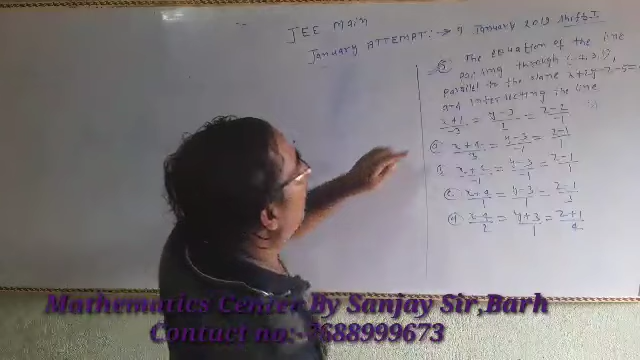 JEE Main
January ATTEMPT:→ 9 January 2019 Shift-I
The equation of the line
passing through (-4,3,1),
parallel to the plane x+2y-z-5=0
and intersecting the line
x+1/-3 = y-3/2 = z-2/-1
(a) x+4/3 = y-3/-1 = z-1/1
(b) x+4/-1 = y-3/1 = z-1/1
(c) x+4/1 = y-3/1 = z-1/3
(d) x-4/2 = y+3/1 = z+1/4
Mathematics Center By Sanjay Sir,Barh
Contact no:-7688999673